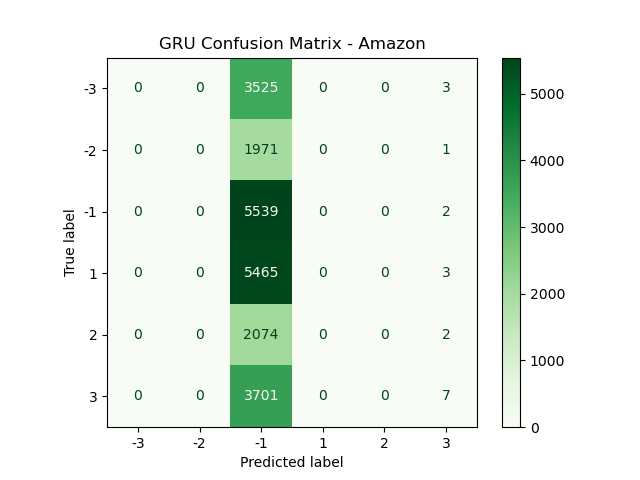 GRU Confusion Matrix - Amazon
-3 0 0 3525 0 0 3
-2 0 0 1971 0 0 1
-1 0 0 5539 0 0 2
1 0 0 5465 0 0 3
2 0 0 2074 0 0 2
3 0 0 3701 0 0 7
-3 -2 -1 1 2 3
True label
Predicted label
5000
4000
3000
2000
1000
0